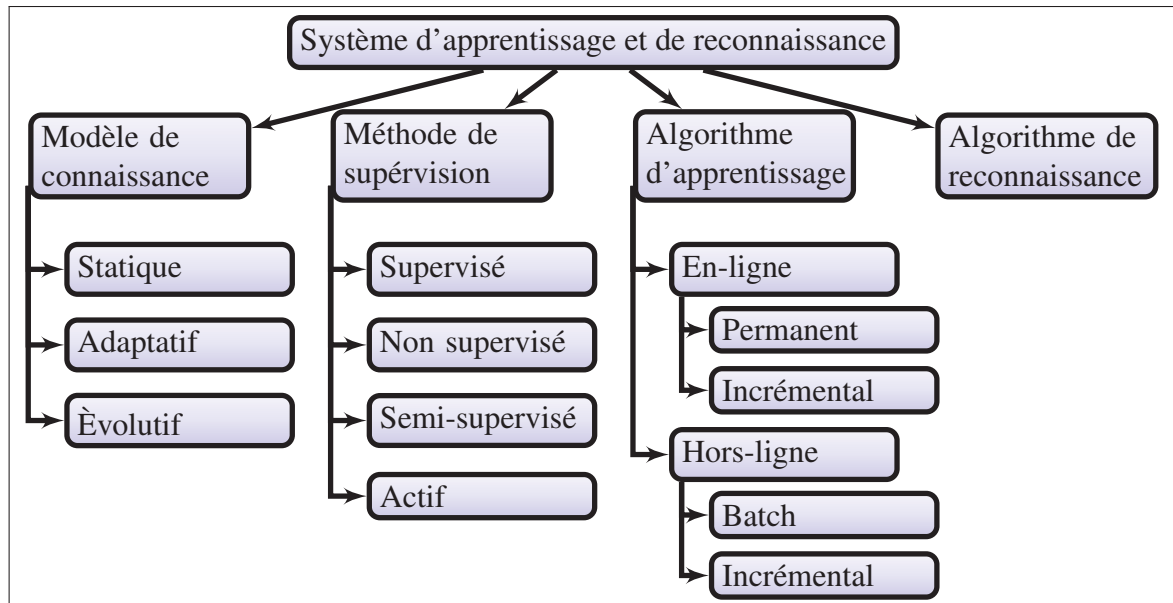 Système d'apprentissage et de reconnaissance
Modèle de
connaissance
Statique
Adaptatif
Èvolutif
Méthode de
supérvision
Supervisé
Non supervisé
Semi-supervisé
Actif
Algorithme
d'apprentissage
En-ligne
Permanent
Incrémental
Hors-ligne
Batch
Incrémental
Algorithme de
reconnaissance